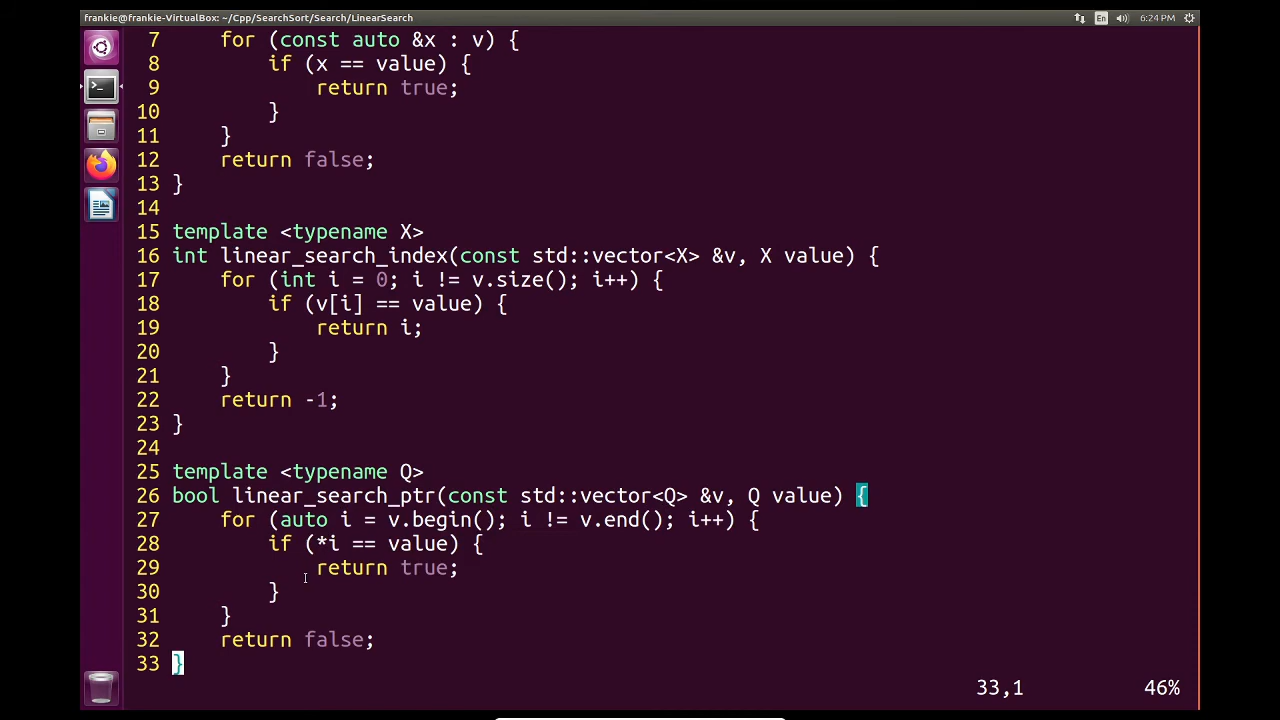 frankie@frankie-VirtualBox: ~/Cpp/SearchSort/Search/LinearSearch
En
6:24 PM
7     for (const auto &x : v) {
8         if (x == value) {
9             return true;
10         }
11     }
12     return false;
13 }
14
15 template <typename X>
16 int linear_search_index(const std::vector<X> &v, X value) {
17     for (int i = 0; i != v.size(); i++) {
18         if (v[i] == value) {
19             return i;
20         }
21     }
22     return -1;
23 }
24
25 template <typename Q>
26 bool linear_search_ptr(const std::vector<Q> &v, Q value) {
27     for (auto i = v.begin(); i != v.end(); i++) {
28         if (*i == value) {
29             return true;
30         }
31     }
32     return false;
33 }
33,1
46%